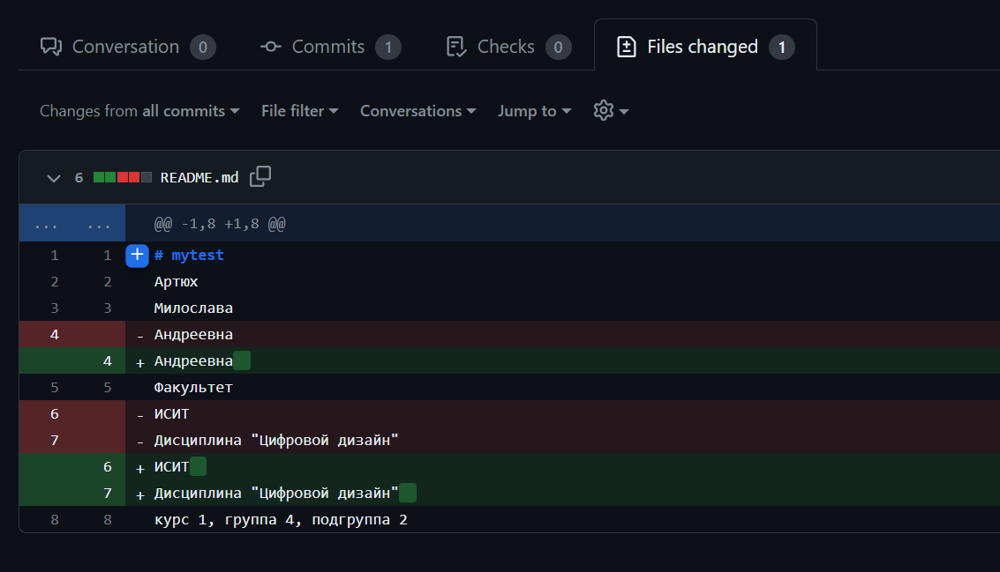 Conversation 0 Commits 1 Checks 0 Files changed 1
Changes from all commits File filter Conversations Jump to
6 README.md
... ... @@ -1,8 +1,8 @@
1 1 + # mytest
2 2 Артюх
3 3 Милослава
4 - Андреевна
4 + Андреевна
5 5 Факультет
6 - ИСИТ
7 - Дисциплина "Цифровой дизайн"
6 + ИСИТ
7 + Дисциплина "Цифровой дизайн"
8 8 курс 1, группа 4, подгруппа 2